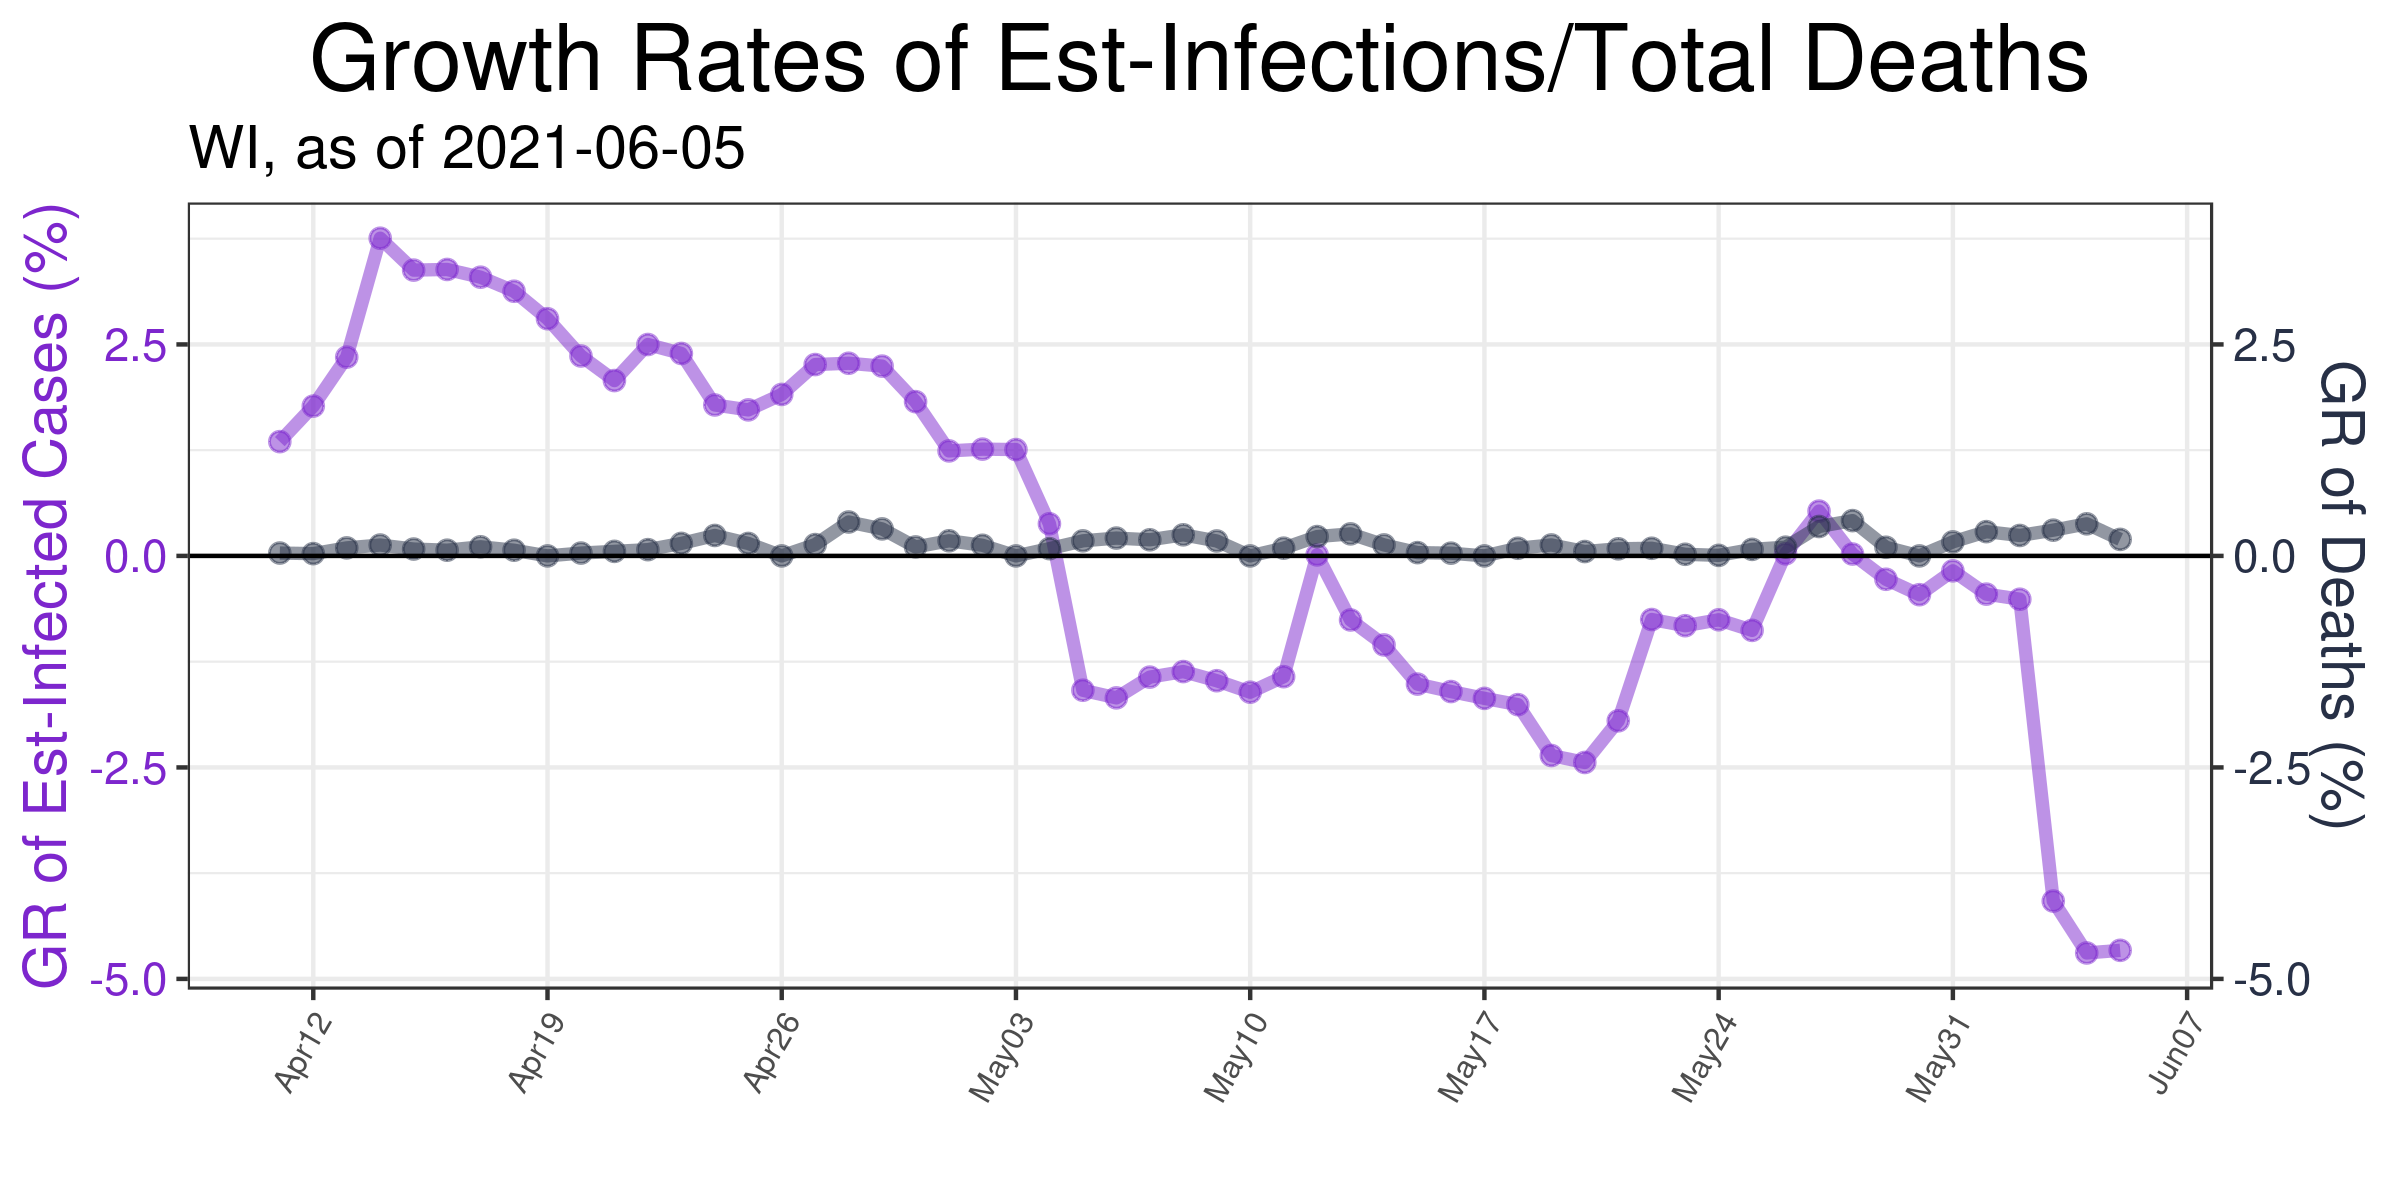 Growth Rates of Est-Infections/Total Deaths
WI, as of 2021-06-05
GR of Est-Infected Cases (%)
2.5
0.0
-2.5
-5.0
2.5
0.0
-2.5
-5.0
GR of Deaths (%)
Apr12
Apr19
Apr26
May03
May10
May17
May24
May31
Jun07